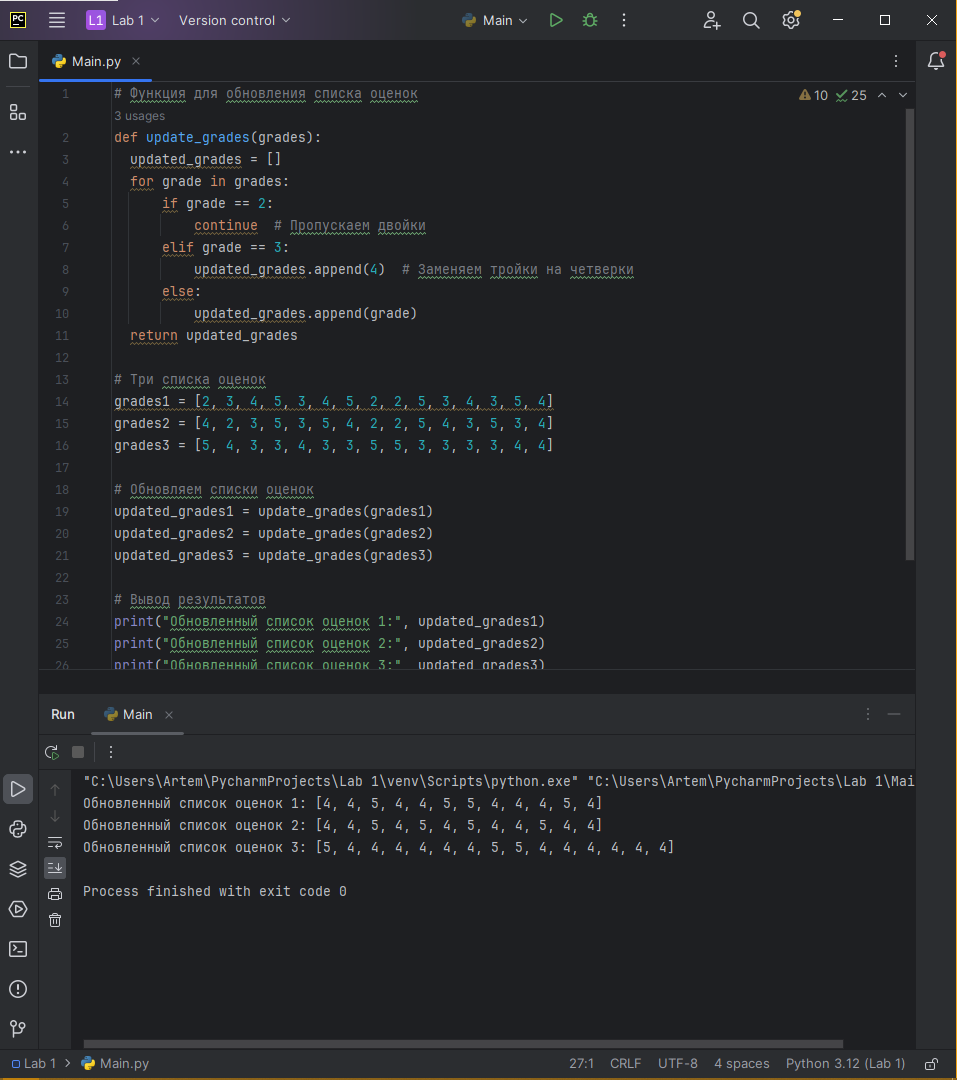 PC L1 Lab 1 Version control Main
Main.py
1 # Функция для обновления списка оценок 10 25
3 usages
2 def update_grades(grades):
3 updated_grades = []
4 for grade in grades:
5 if grade == 2:
6 continue # Пропускаем двойки
7 elif grade == 3:
8 updated_grades.append(4) # Заменяем тройки на четверки
9 else:
10 updated_grades.append(grade)
11 return updated_grades
12
13 # Три списка оценок
14 grades1 = [2, 3, 4, 5, 3, 4, 5, 2, 2, 5, 3, 4, 3, 5, 4]
15 grades2 = [4, 2, 3, 5, 3, 5, 4, 2, 2, 5, 4, 3, 5, 3, 4]
16 grades3 = [5, 4, 3, 3, 4, 3, 3, 5, 5, 3, 3, 3, 3, 4, 4]
17
18 # Обновляем списки оценок
19 updated_grades1 = update_grades(grades1)
20 updated_grades2 = update_grades(grades2)
21 updated_grades3 = update_grades(grades3)
22
23 # Вывод результатов
24 print("Обновленный список оценок 1:", updated_grades1)
25 print("Обновленный список оценок 2:", updated_grades2)
26 print("Обновленный список оценок 3:", updated_grades3)
Run Main
"C:\Users\Artem\PycharmProjects\Lab 1\venv\Scripts\python.exe" "C:\Users\Artem\PycharmProjects\Lab 1\Mai
Обновленный список оценок 1: [4, 4, 5, 4, 4, 5, 5, 4, 4, 4, 5, 4]
Обновленный список оценок 2: [4, 4, 5, 4, 5, 4, 5, 4, 4, 5, 4, 4]
Обновленный список оценок 3: [5, 4, 4, 4, 4, 4, 4, 5, 5, 4, 4, 4, 4, 4, 4]
Process finished with exit code 0
Lab 1 Main.py 27:1 CRLF UTF-8 4 spaces Python 3.12 (Lab 1)